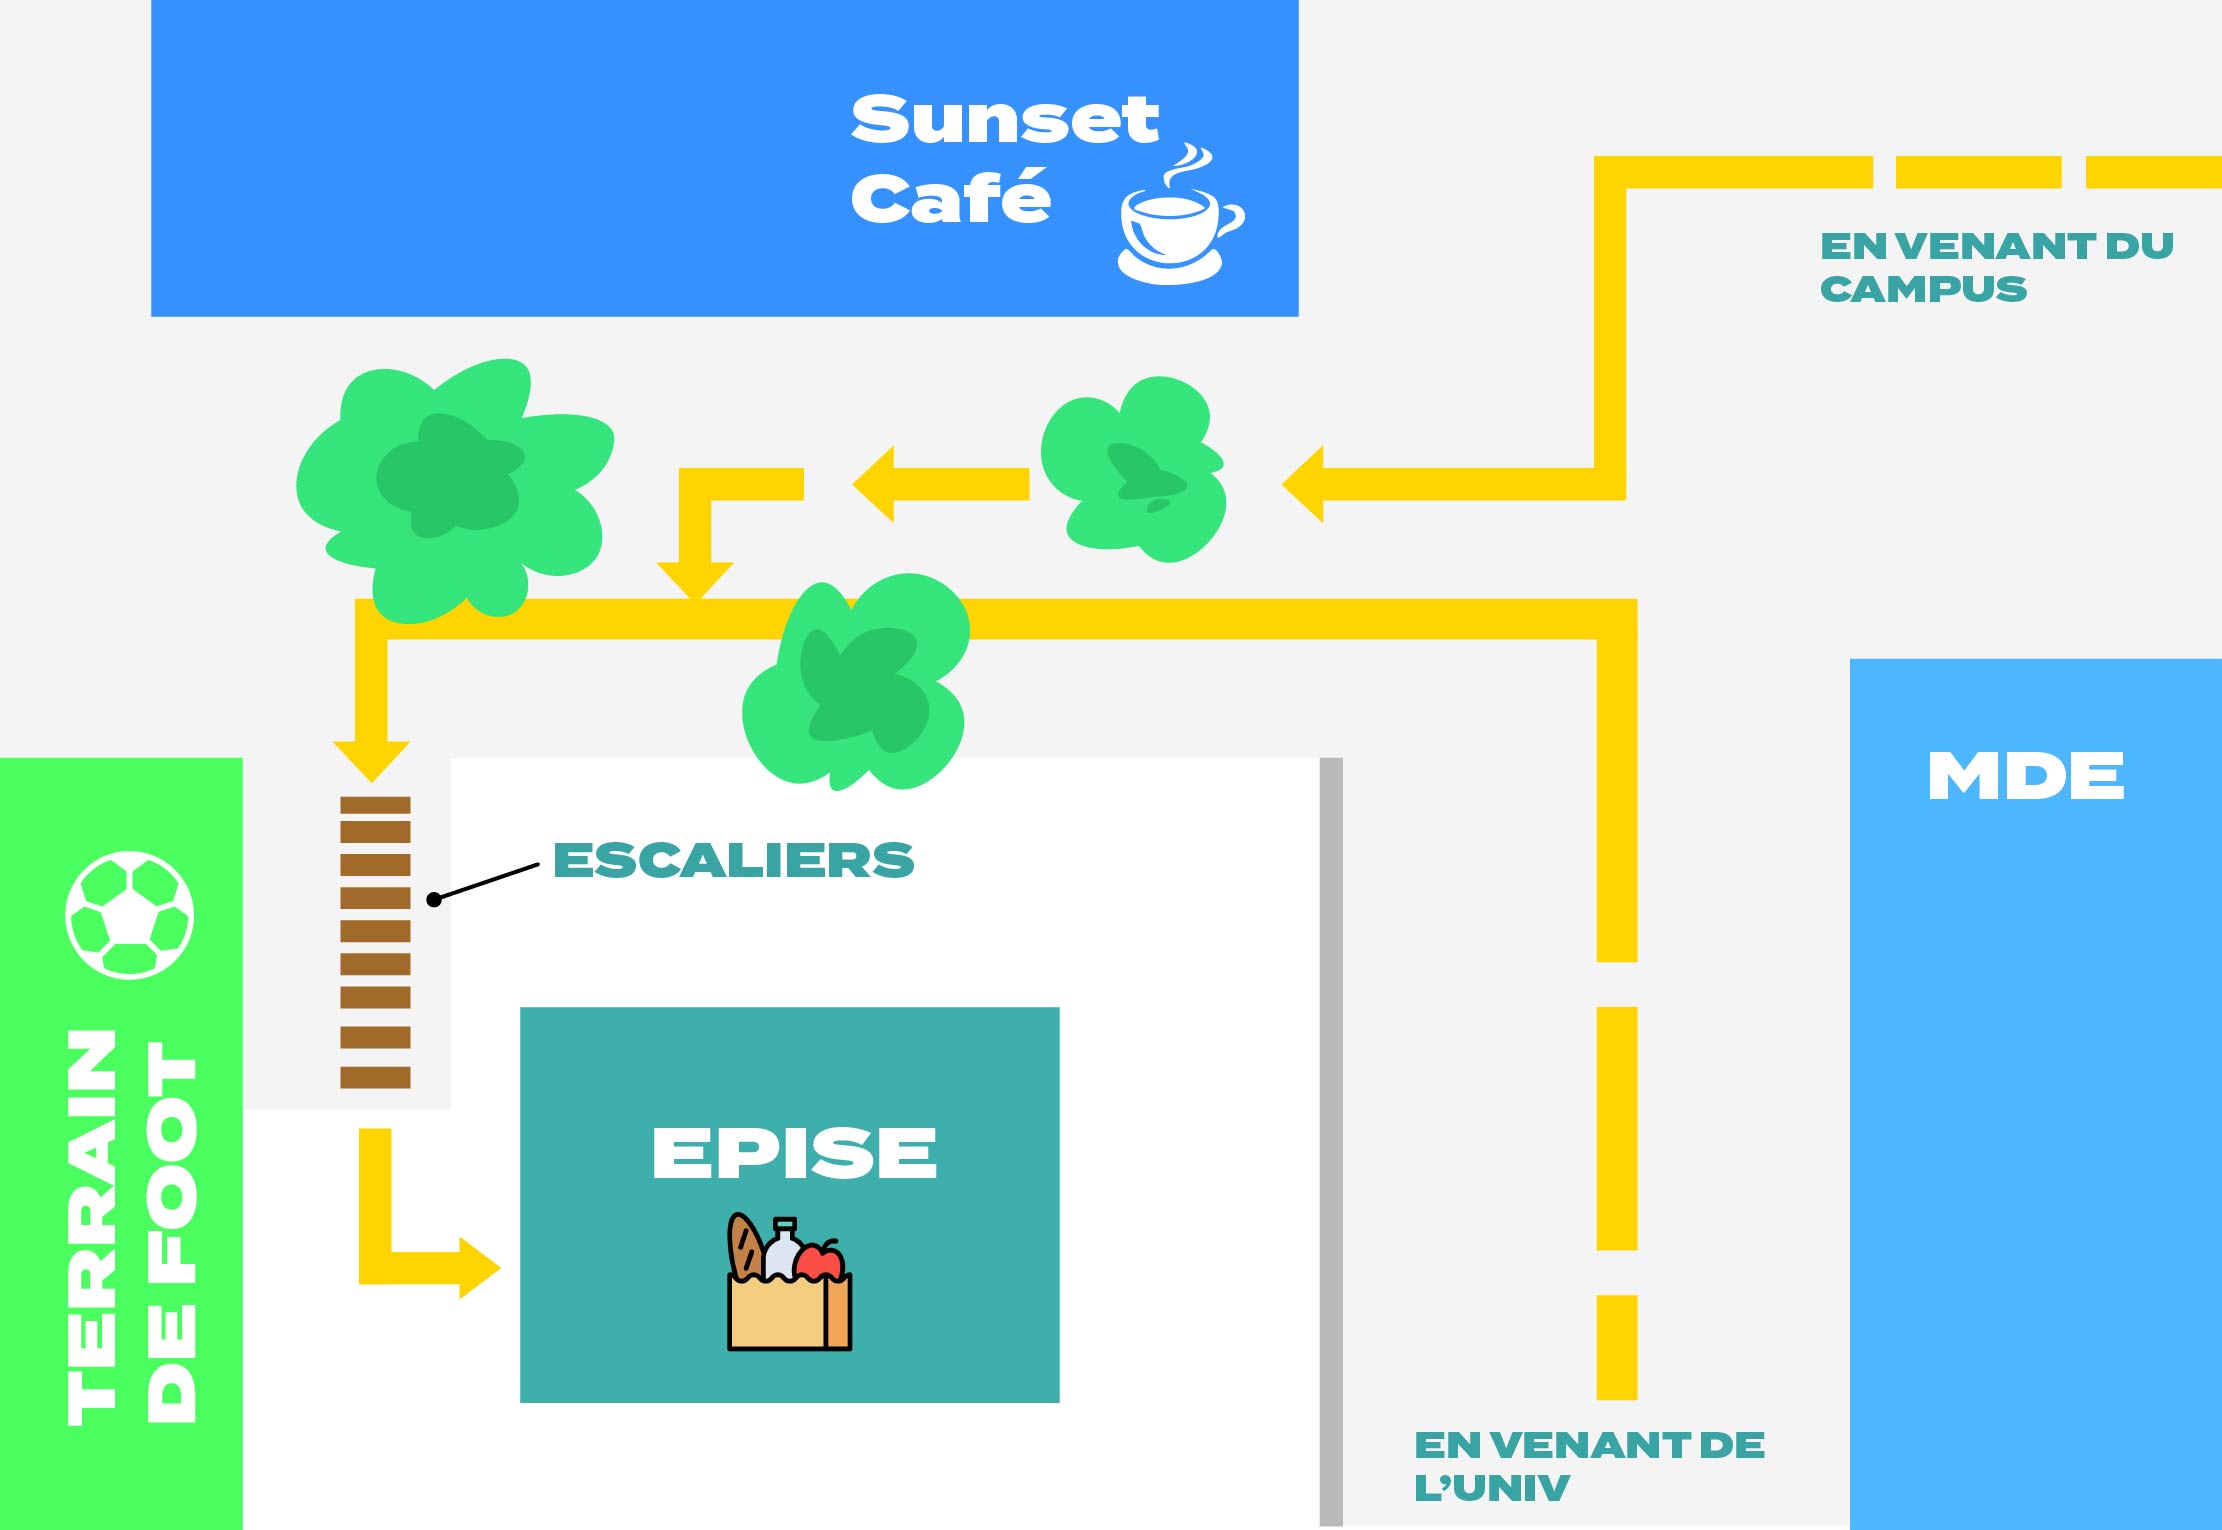 Sunset
Café
EN VENANT DU
CAMPUS
MDE
ESCALIERS
TERRAIN
DE FOOT
EPISE
EN VENANT DE
L’UNIV